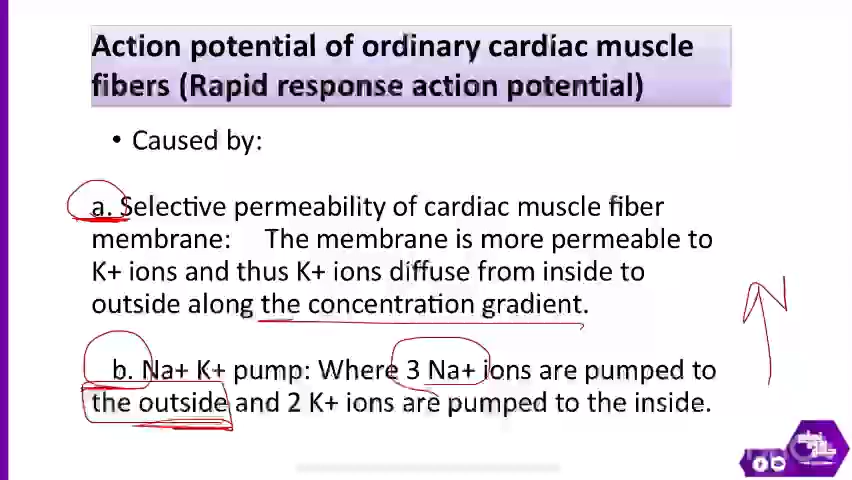 Action potential of ordinary cardiac muscle
fibers (Rapid response action potential)
• Caused by:
a. Selective permeability of cardiac muscle fiber
membrane: The membrane is more permeable to
K+ ions and thus K+ ions diffuse from inside to
outside along the concentration gradient.
b. Na+ K+ pump: Where 3 Na+ ions are pumped to
the outside and 2 K+ ions are pumped to the inside.